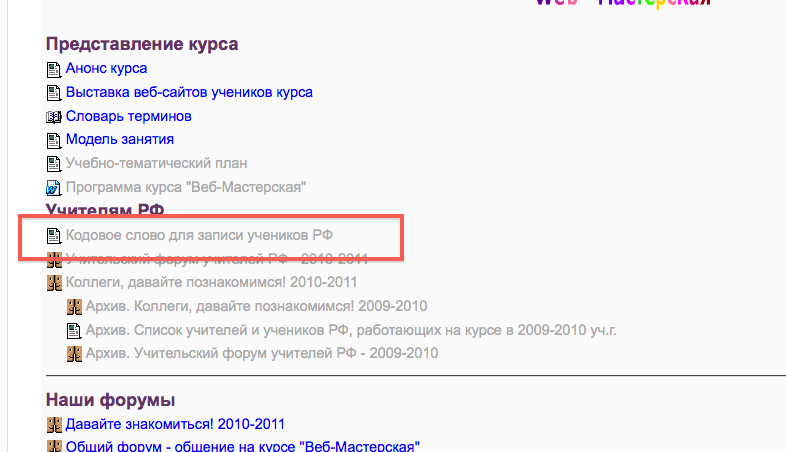 Web - Мастерская
Представление курса
Анонс курса
Выставка веб-сайтов учеников курса
Словарь терминов
Модель занятия
Учебно-тематический план
Программа курса "Веб-Мастерская"
Учителям РФ
Кодовое слово для записи учеников РФ
Учительский форум учителей РФ - 2010-2011
Коллеги, давайте познакомимся! 2010-2011
Архив. Коллеги, давайте познакомимся! 2009-2010
Архив. Список учителей и учеников РФ, работающих на курсе в 2009-2010 уч.г.
Архив. Учительский форум учителей РФ - 2009-2010
Наши форумы
Давайте знакомиться! 2010-2011
Общий форум - общение на курсе "Веб-Мастерская"